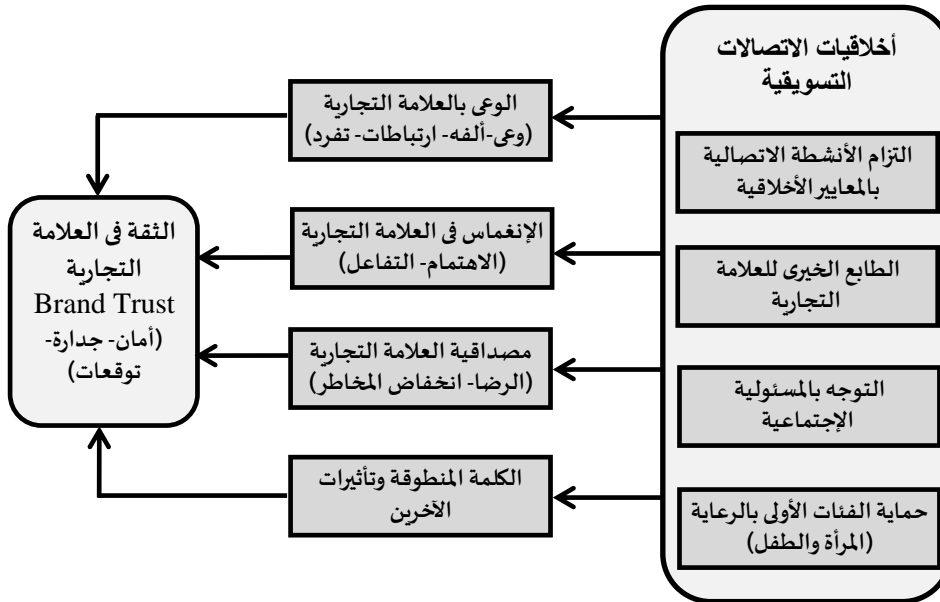 أخلاقيات الاتصالات
التسويقية
التزام الأنشطة الاتصالية
بالمعايير الأخلاقية
الطابع الخيرى للعلامة
التجارية
التوجه بالمسئولية
الإجتماعية
حماية الفئات الأولى بالرعاية
(المرأة والطفل)
الوعى بالعلامة التجارية
(وعى-ألفه- ارتباطات- تفرد)
الإنغماس فى العلامة التجارية
(الاهتمام- التفاعل)
مصداقية العلامة التجارية
(الرضا- انخفاض المخاطر)
الكلمة المنطوقة وتأثيرات
الآخرين
الثقة فى العلامة
التجارية
Brand Trust
(أمان- جدارة-
توقعات)